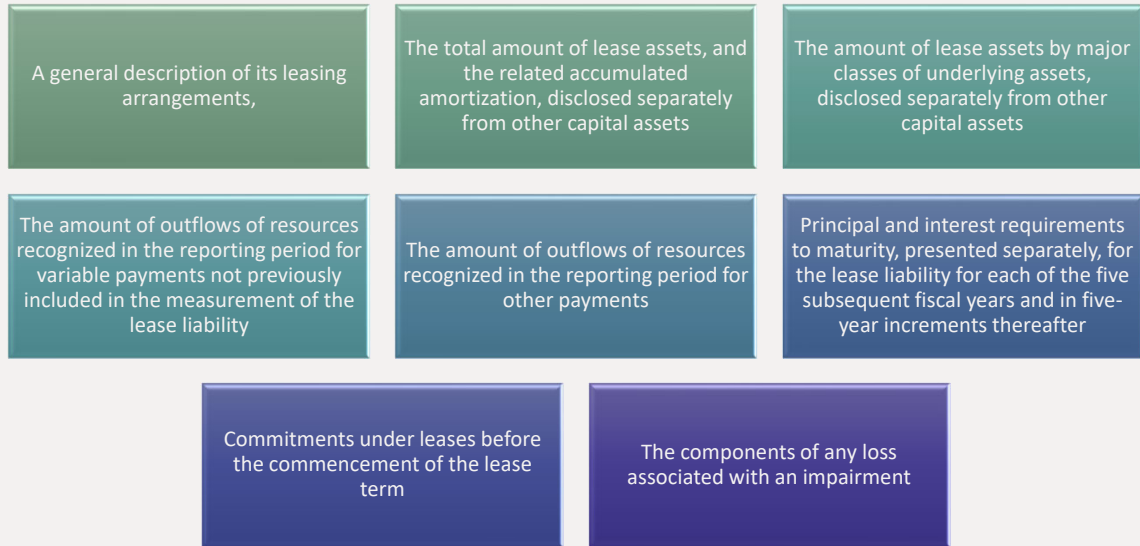 A general description of its leasing
arrangements,
The total amount of lease assets, and
the related accumulated
amortization, disclosed separately
from other capital assets
The amount of lease assets by major
classes of underlying assets,
disclosed separately from other
capital assets
The amount of outflows of resources
recognized in the reporting period for
variable payments not previously
included in the measurement of the
lease liability
The amount of outflows of resources
recognized in the reporting period for
other payments
Principal and interest requirements
to maturity, presented separately, for
the lease liability for each of the five
subsequent fiscal years and in five-
year increments thereafter
Commitments under leases before
the commencement of the lease
term
The components of any loss
associated with an impairment